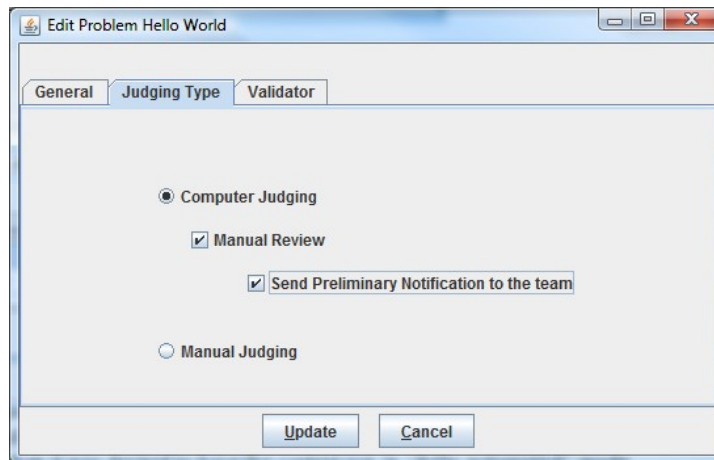 Edit Problem Hello World
General Judging Type Validator
Computer Judging
Manual Review
Send Preliminary Notification to the team
Manual Judging
Update Cancel